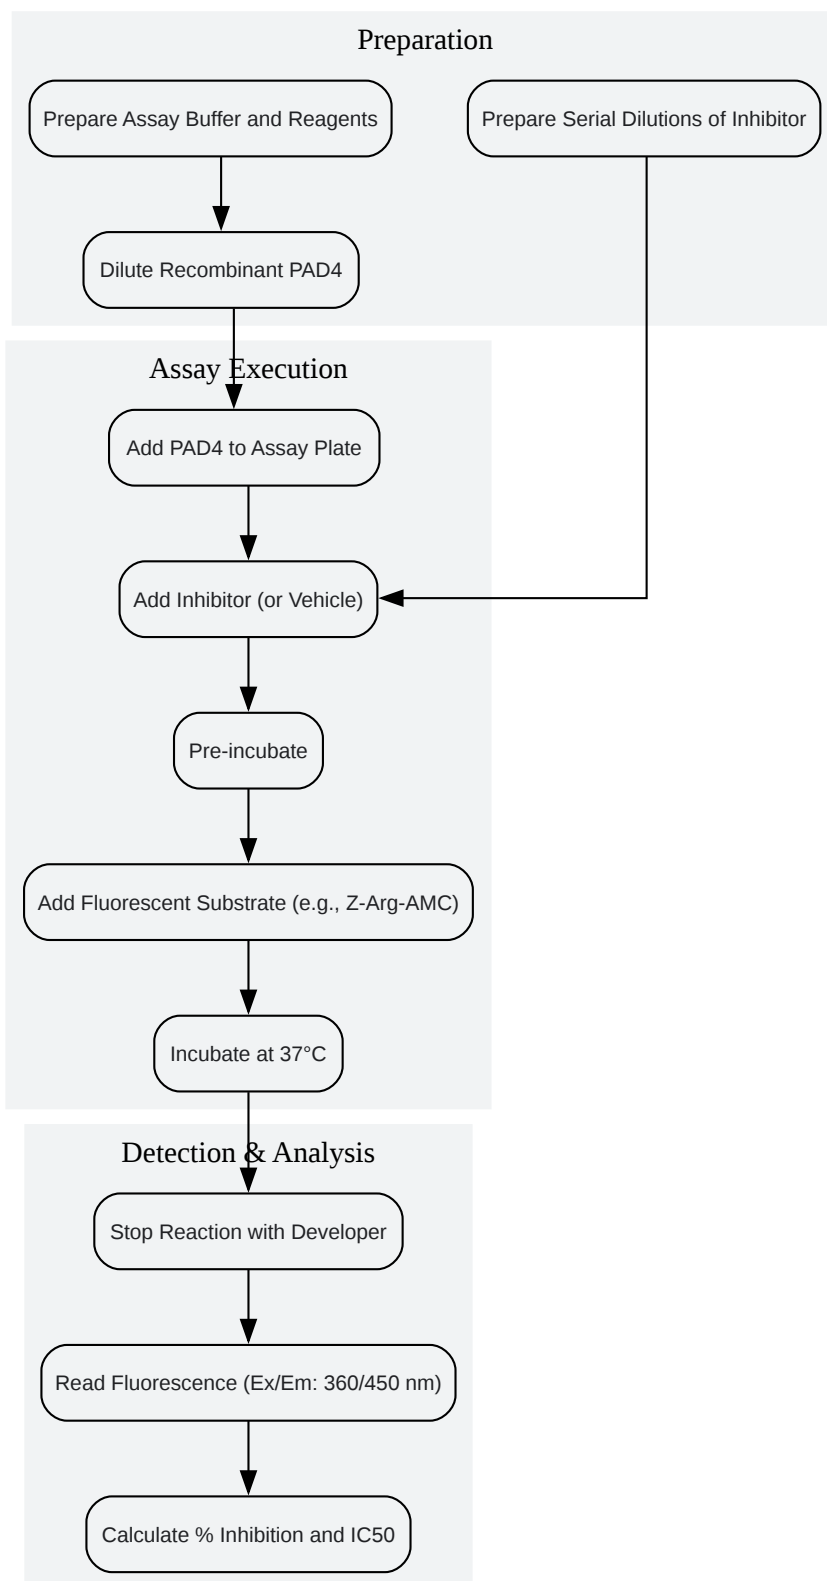 Preparation
Prepare Assay Buffer and Reagents
Prepare Serial Dilutions of Inhibitor
Dilute Recombinant PAD4
Assay Execution
Add PAD4 to Assay Plate
Add Inhibitor (or Vehicle)
Pre-incubate
Add Fluorescent Substrate (e.g., Z-Arg-AMC)
Incubate at 37°C
Detection & Analysis
Stop Reaction with Developer
Read Fluorescence (Ex/Em: 360/450 nm)
Calculate % Inhibition and IC50